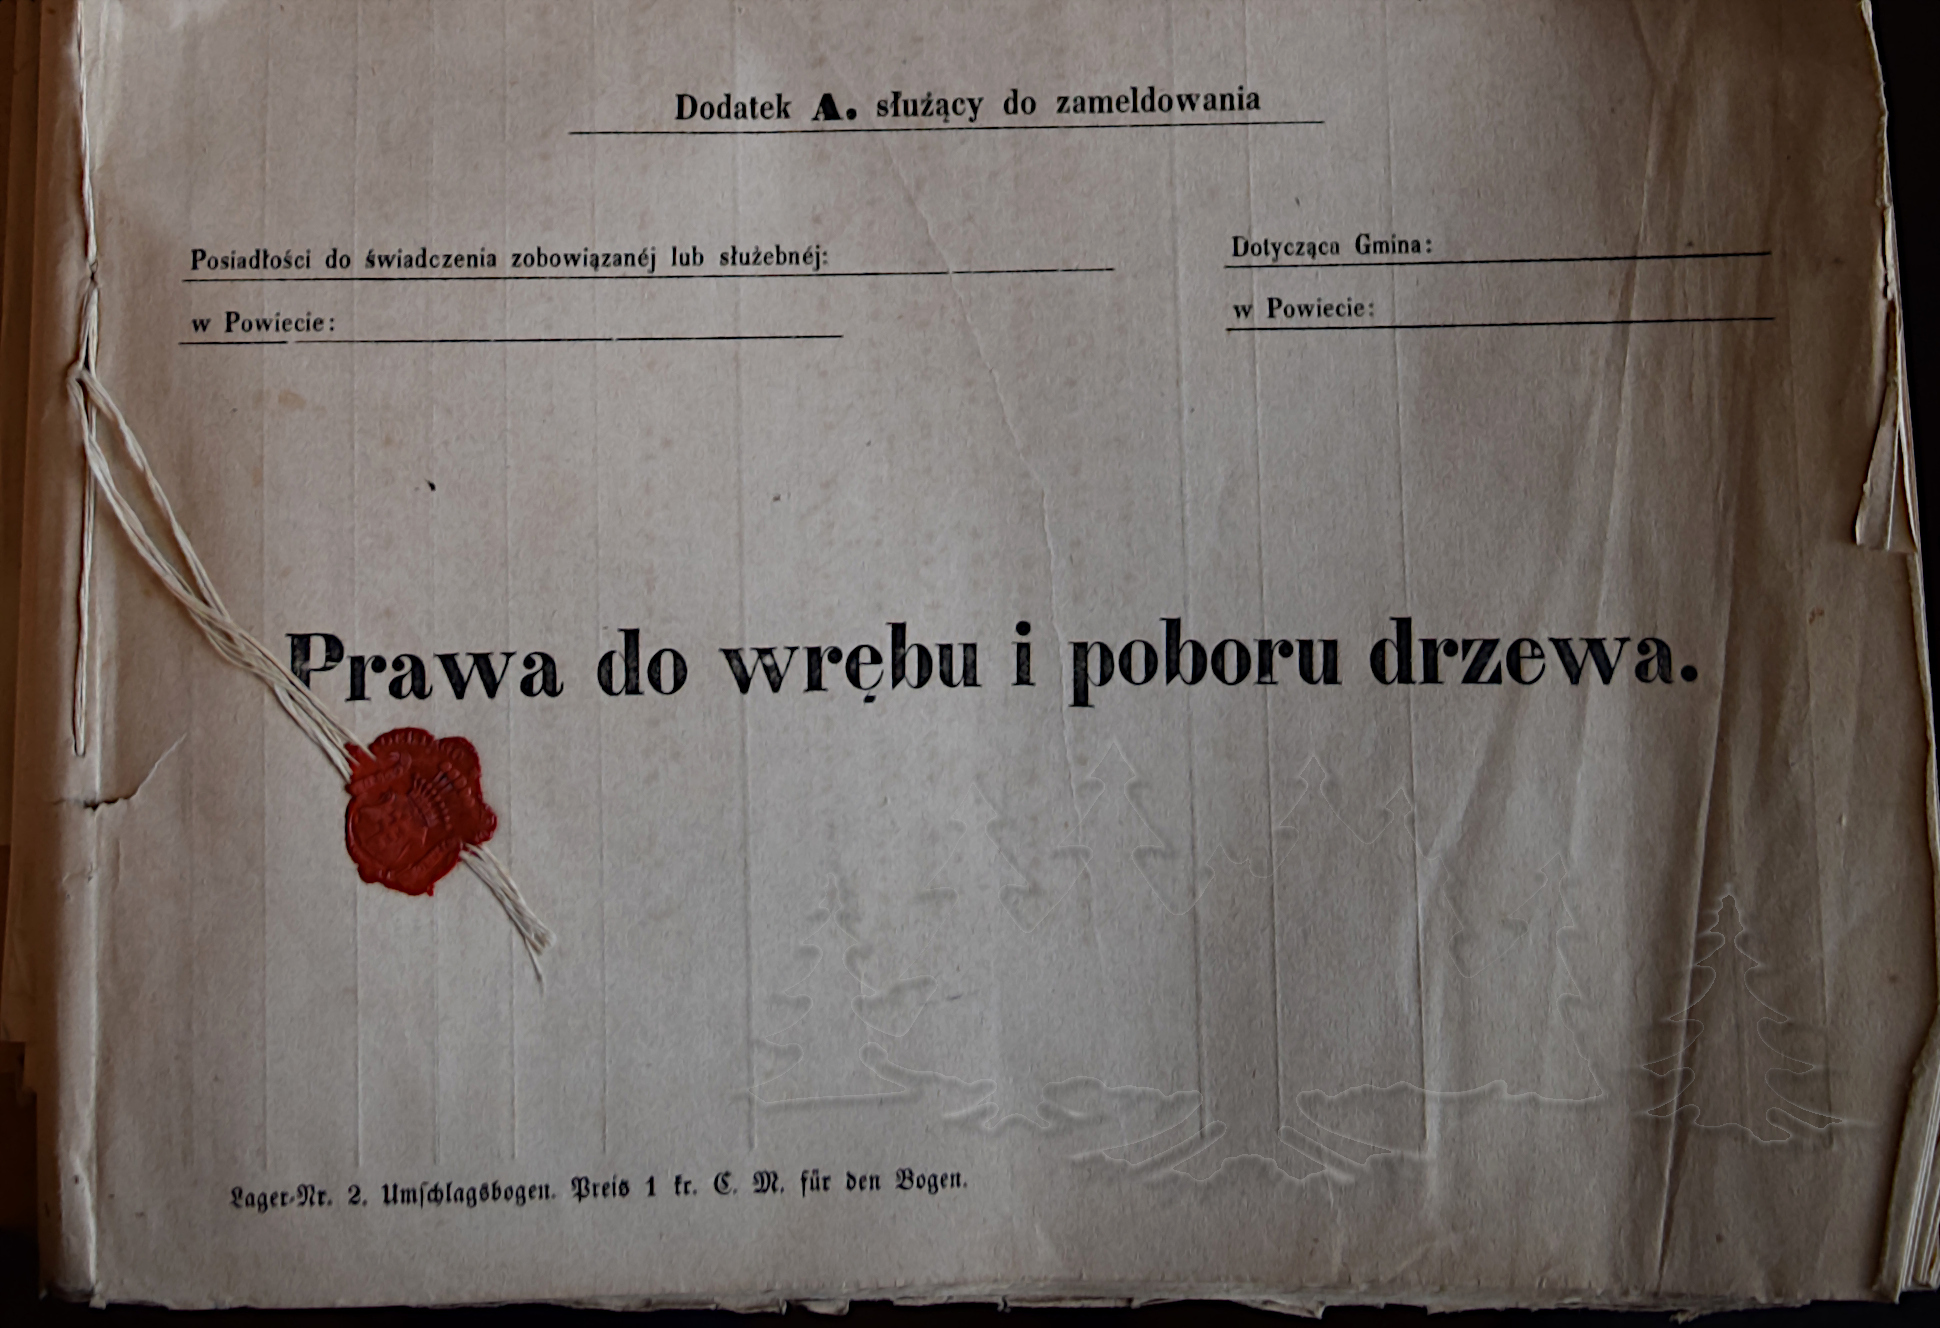 Dodatek A. służący do zameldowania
Posiadłości do świadczenia zobowiązanéj lub służebnéj:
Dotycząca Gmina:
w Powiecie:
w Powiecie:
Prawa do wrębu i poboru drzewa.
Lager-Nr. 2. Umſchlagsbogen. Preis 1 kr. C. M. für den Bogen.